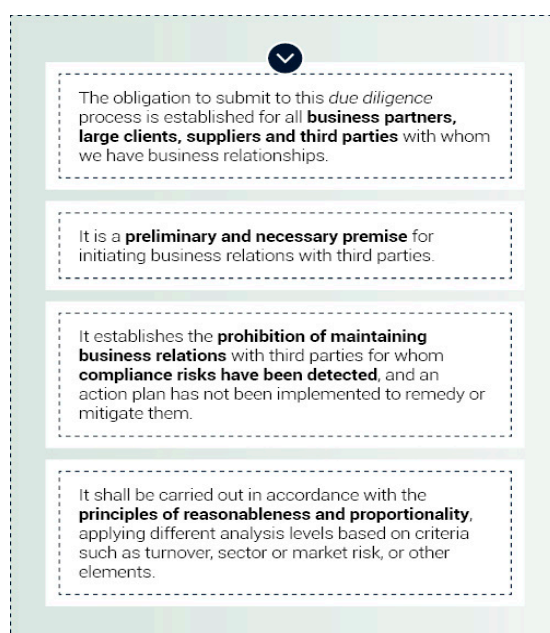 The obligation to submit to this due diligence
process is established for all business partners,
large clients, suppliers and third parties with whom
we have business relationships.
It is a preliminary and necessary premise for
initiating business relations with third parties.
It establishes the prohibition of maintaining
business relations with third parties for whom
compliance risks have been detected, and an
action plan has not been implemented to remedy or
mitigate them.
It shall be carried out in accordance with the
principles of reasonableness and proportionality,
applying different analysis levels based on criteria
such as turnover, sector or market risk, or other
elements.